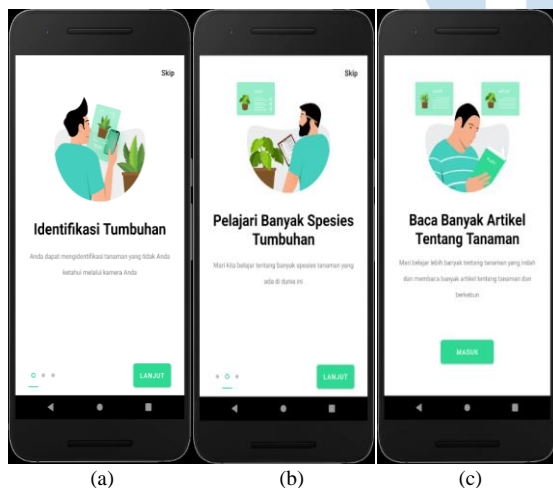 Skip
Identifikasi Tumbuhan
Anda dapat mengidentifikasi tanaman yang tidak Anda
ketahui melalui kamera Anda
LANJUT
(a)
Skip
Pelajari Banyak Spesies
Tumbuhan
Mari kita belajar tentang banyak spesies tanaman yang
ada di dunia ini
LANJUT
(b)
Baca Banyak Artikel
Tentang Tanaman
Mari belajar lebih banyak tentang tanaman yang indah
dan membaca banyak artikel tentang tanaman dan
berkebun
MASUK
(c)